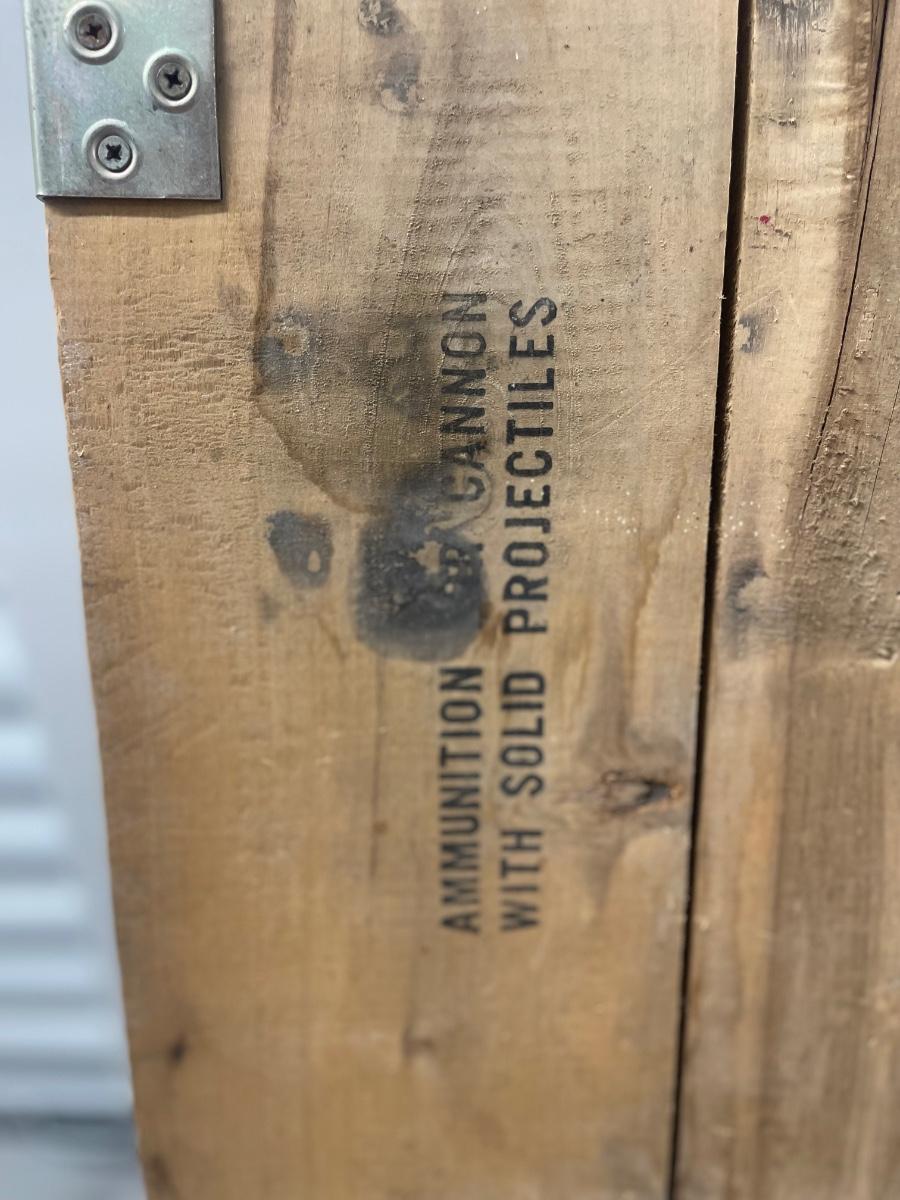 AMMUNITION CANNON
WITH SOLID PROJECTILES